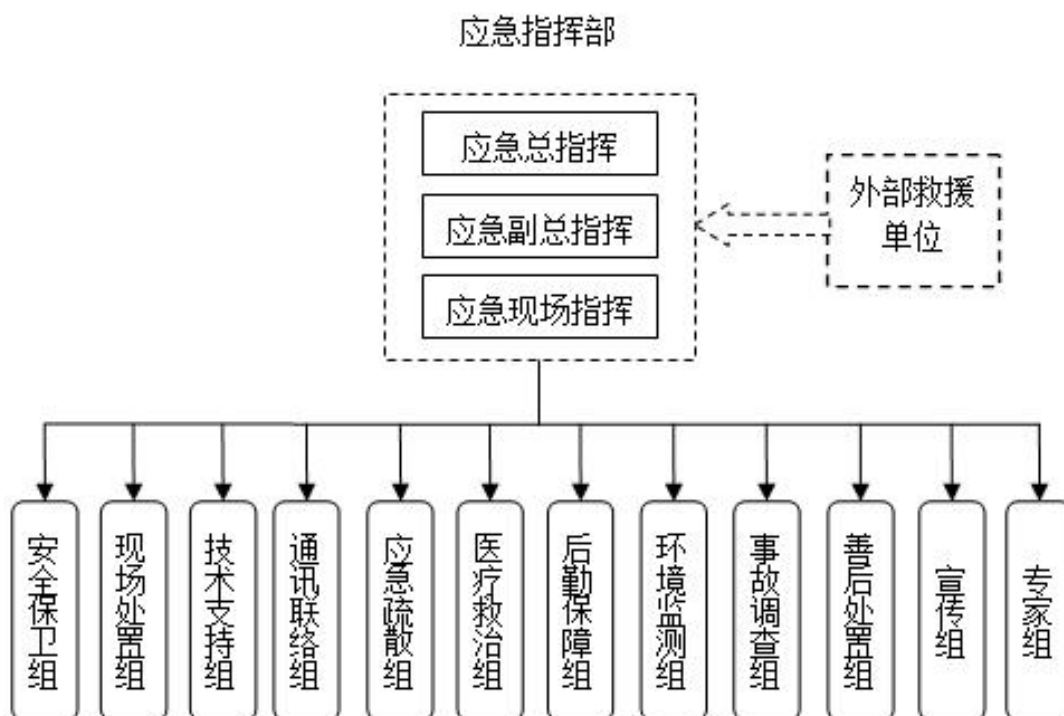 应急指挥部
应急总指挥
应急副总指挥
应急现场指挥
外部救援
单位
安全保卫组
现场处置组
技术支持组
通讯联络组
应急疏散组
医疗救治组
后勤保障组
环境监测组
事故调查组
善后处置组
宣传组
专家组